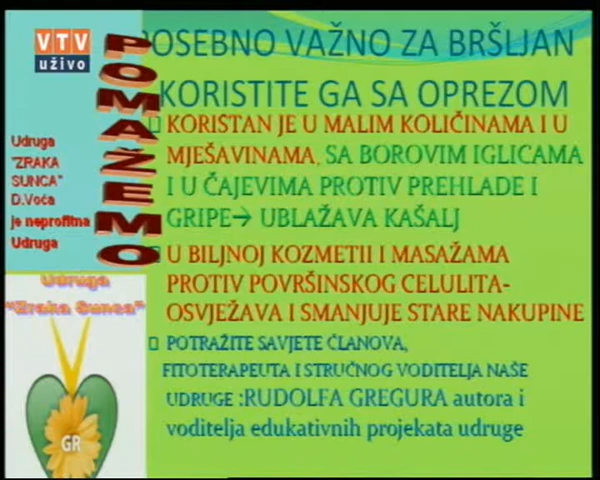 VTV
uživo
POMAŽEMO
Udruga
"ZRAKA
SUNCA"
D.Voća
je neprofitna
Udruga
Udruga
"Zraka Sunca"
GR
POSEBNO VAŽNO ZA BRŠLJAN
KORISTITE GA SA OPREZOM
KORISTAN JE U MALIM KOLIČINAMA I U
MJEŠAVINAMA, SA BOROVIM IGLICAMA
I U ČAJEVIMA PROTIV PREHLADE I
GRIPE→ UBLAŽAVA KAŠALJ
U BILJNOJ KOZMETII I MASAŽAMA
PROTIV POVRŠINSKOG CELULITA-
OSVJEŽAVA I SMANJUJE STARE NAKUPINE
POTRAŽITE SAVJETE ČLANOVA,
FITOTERAPEUTA I STRUČNOG VODITELJA NAŠE
UDRUGE :RUDOLFA GREGURA autora i
voditelja edukativnih projekata udruge